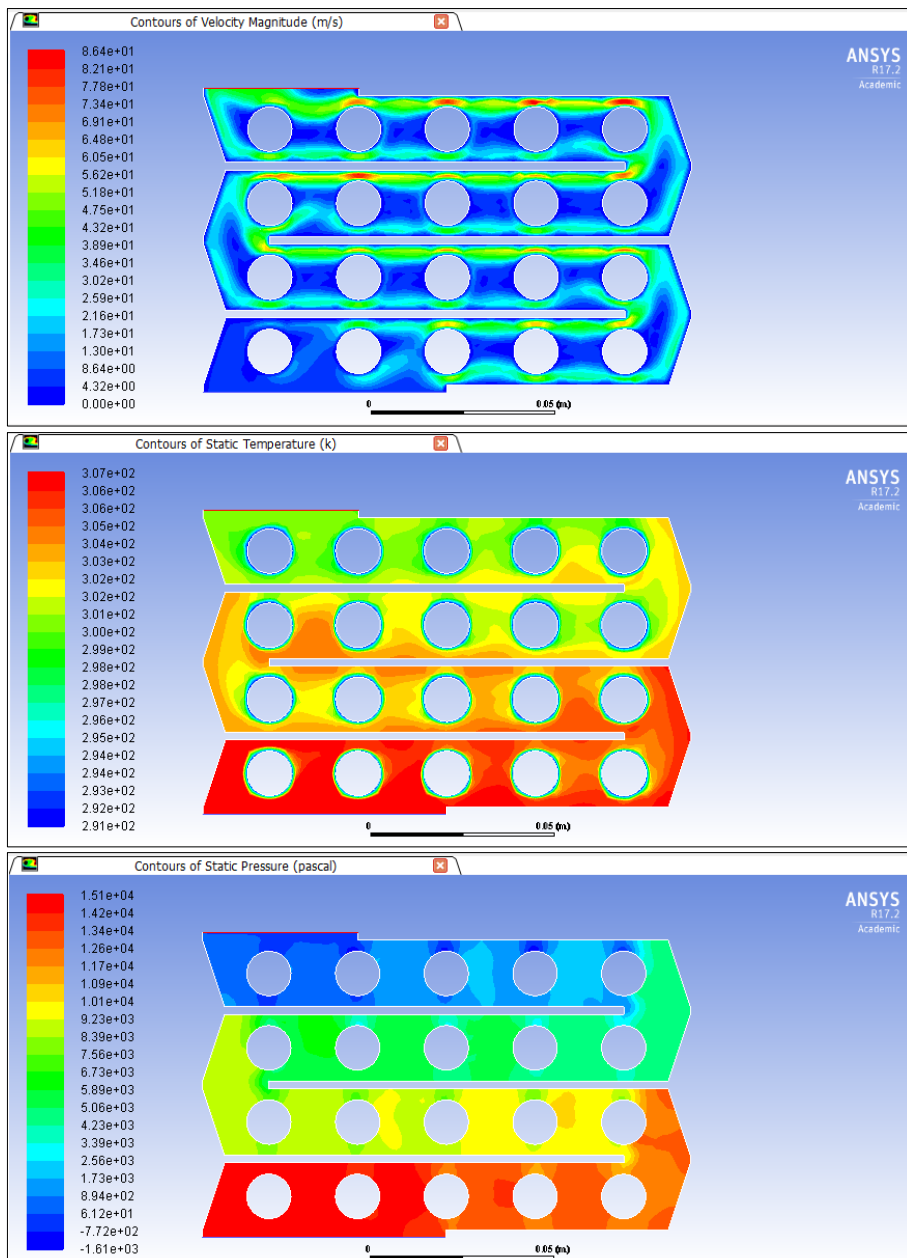 Contours of Velocity Magnitude (m/s)
8.64e+01
8.21e+01
7.78e+01
7.34e+01
6.91e+01
6.48e+01
6.05e+01
5.62e+01
5.18e+01
4.75e+01
4.32e+01
3.89e+01
3.46e+01
3.02e+01
2.59e+01
2.16e+01
1.73e+01
1.30e+01
8.64e+00
4.32e+00
0.00e+00
ANSYS
R17.2
Academic
0 0.05 (m)
Contours of Static Temperature (k)
3.07e+02
3.06e+02
3.06e+02
3.05e+02
3.04e+02
3.03e+02
3.02e+02
3.02e+02
3.01e+02
3.00e+02
2.99e+02
2.98e+02
2.98e+02
2.97e+02
2.96e+02
2.95e+02
2.94e+02
2.94e+02
2.93e+02
2.92e+02
2.91e+02
ANSYS
R17.2
Academic
0 0.05 (m)
Contours of Static Pressure (pascal)
1.51e+04
1.42e+04
1.34e+04
1.26e+04
1.17e+04
1.09e+04
1.01e+04
9.23e+03
8.39e+03
7.56e+03
6.73e+03
5.89e+03
5.06e+03
4.23e+03
3.39e+03
2.56e+03
1.73e+03
8.94e+02
6.12e+01
-7.72e+02
-1.61e+03
ANSYS
R17.2
Academic
0 0.05 (m)